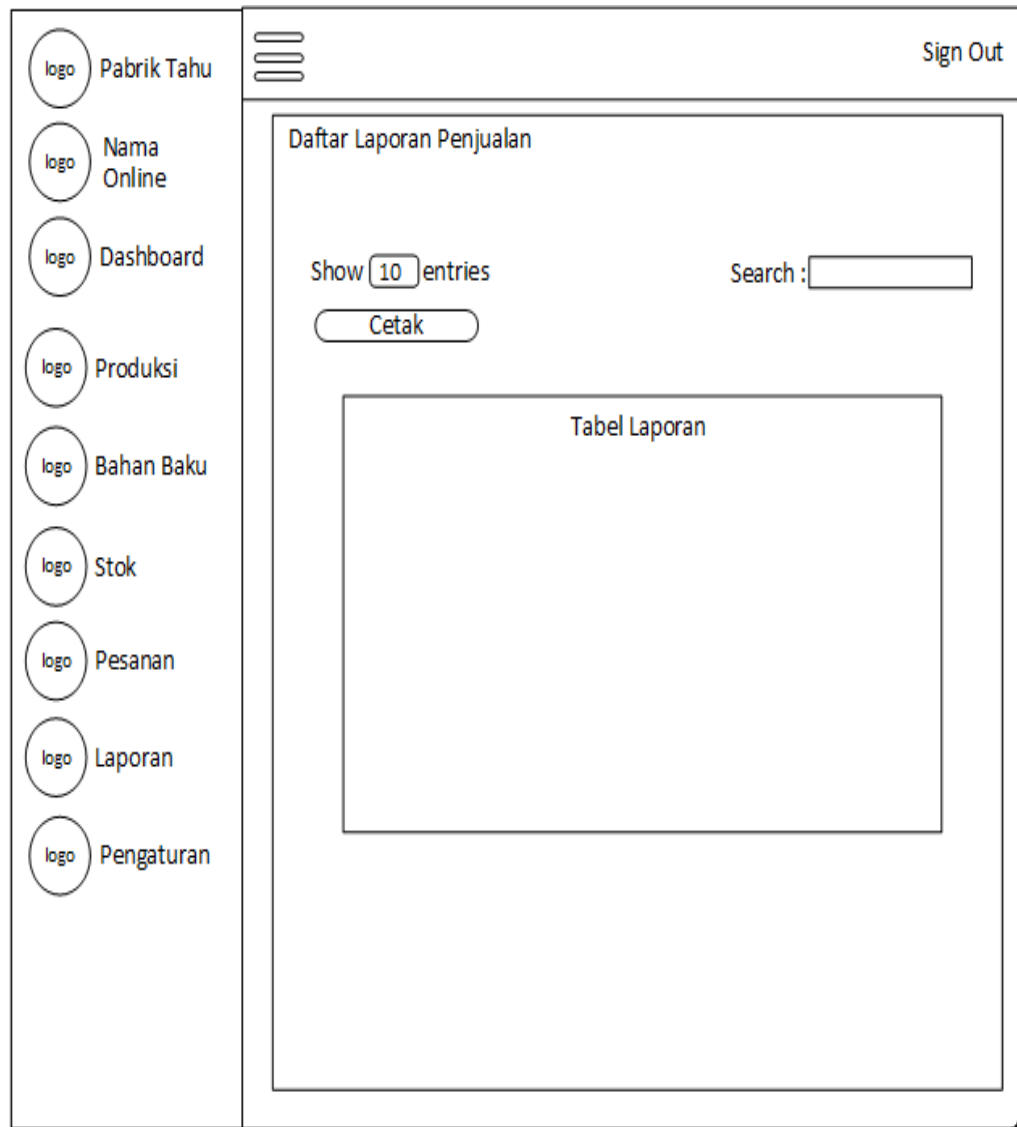 logo Pabrik Tahu
logo Nama
Online
logo Dashboard
logo Produksi
logo Bahan Baku
logo Stok
logo Pesanan
logo Laporan
logo Pengaturan
Sign Out
Daftar Laporan Penjualan
Show 10 entries
Search :
Cetak
Tabel Laporan